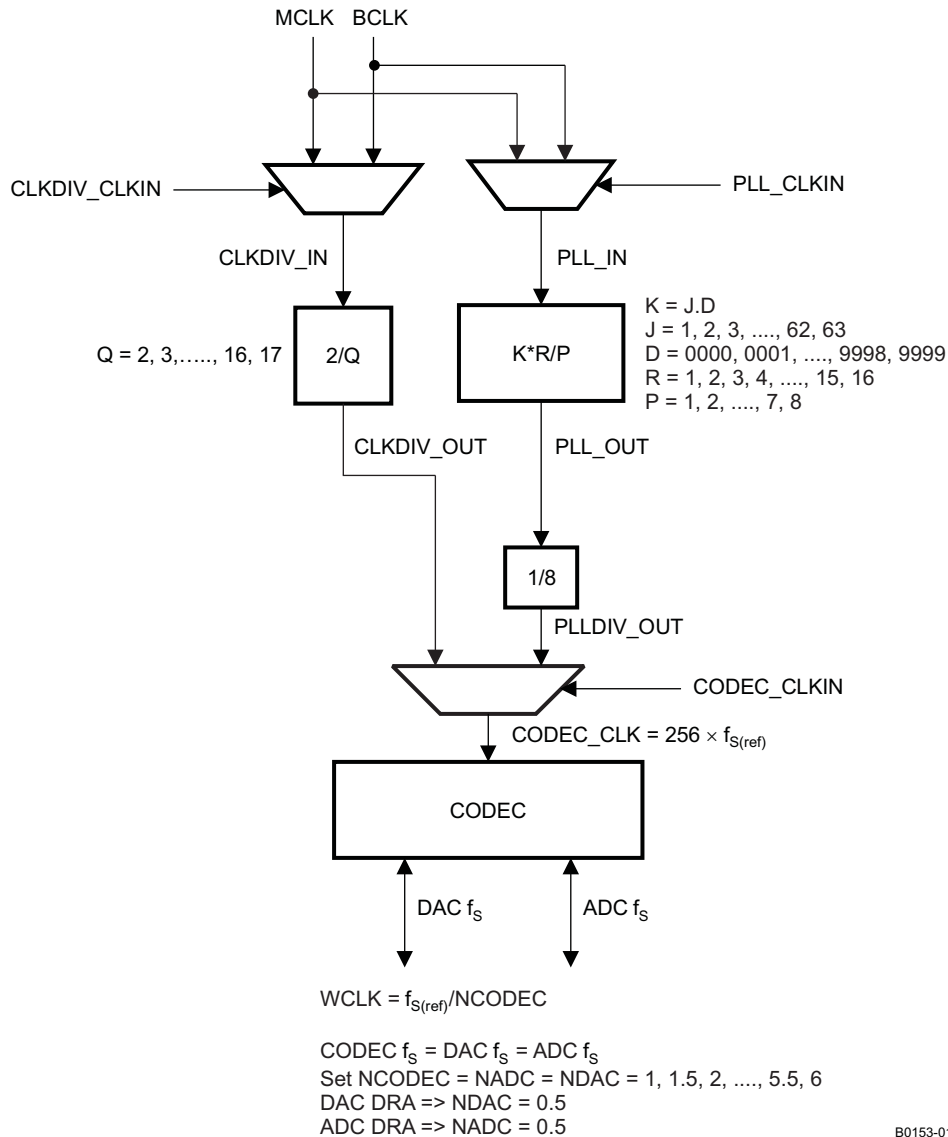 MCLK BCLK
CLKDIV_CLKIN
PLL_CLKIN
CLKDIV_IN
PLL_IN
Q = 2, 3,....., 16, 17
2/Q
K*R/P
K = J.D
J = 1, 2, 3, ...., 62, 63
D = 0000, 0001, ...., 9998, 9999
R = 1, 2, 3, 4, ...., 15, 16
P = 1, 2, ...., 7, 8
CLKDIV_OUT
PLL_OUT
1/8
PLLDIV_OUT
CODEC_CLKIN
CODEC_CLK = 256 × fS(ref)
CODEC
DAC fS
ADC fS
WCLK = fS(ref)/NCODEC
CODEC fS = DAC fS = ADC fS
Set NCODEC = NADC = NDAC = 1, 1.5, 2, ...., 5.5, 6
DAC DRA => NDAC = 0.5
ADC DRA => NADC = 0.5